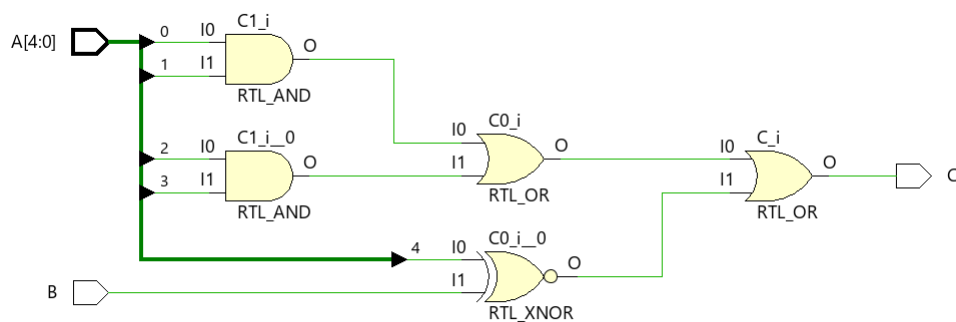 C1_i
A[4:0]
0
I0
O
1
I1
RTL_AND
C1_i__0
2
I0
O
3
I1
RTL_AND
C0_i
I0
O
I1
RTL_OR
C_i
I0
O
I1
RTL_OR
C
C0_i__0
4
I0
O
I1
B
RTL_XNOR